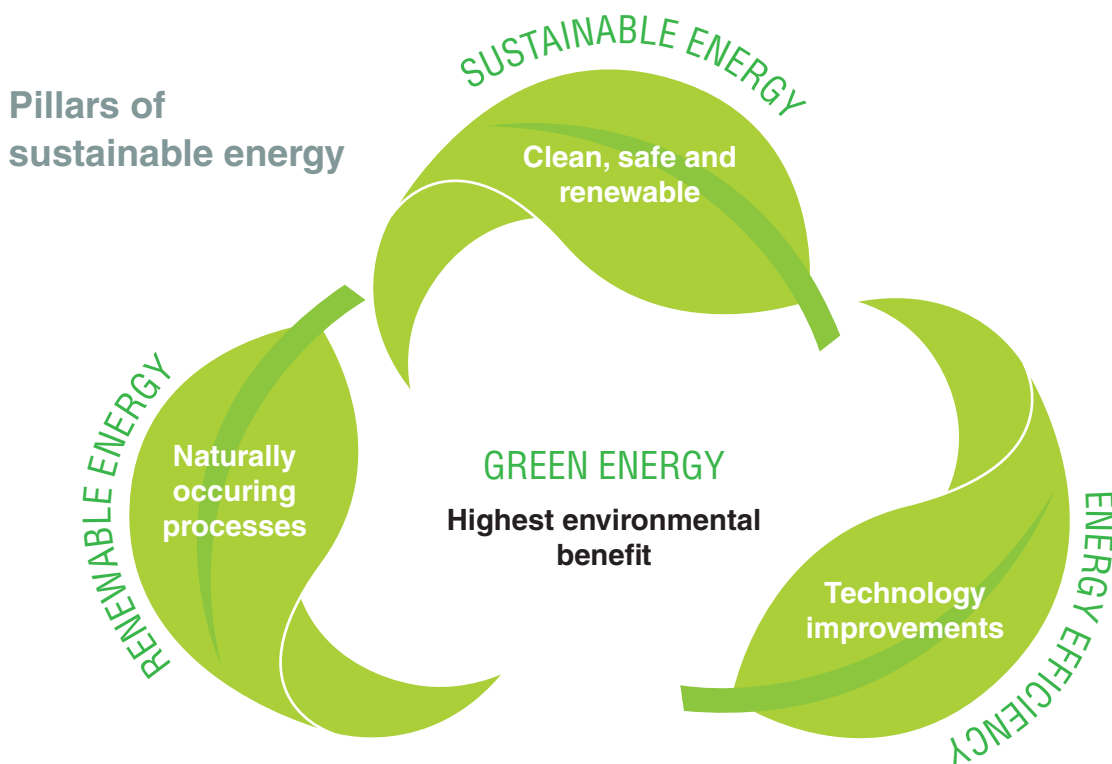 Pillars of
sustainable energy
SUSTAINABLE ENERGY
Clean, safe and
renewable
RENEWABLE ENERGY
Naturally
occuring
processes
GREEN ENERGY
Highest environmental
benefit
ENERGY EFFICIENCY
Technology
improvements